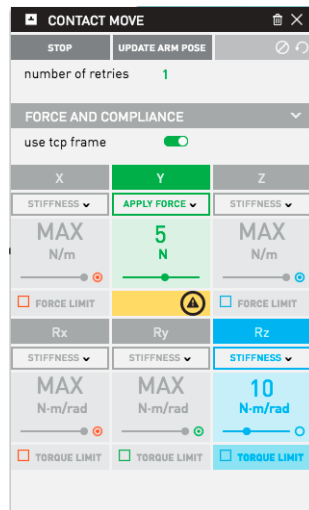 CONTACT MOVE
STOP UPDATE ARM POSE
number of retries 1
FORCE AND COMPLIANCE
use tcp frame
X Y Z
STIFFNESS APPLY FORCE STIFFNESS
MAX 5 MAX
N/m N N/m
FORCE LIMIT FORCE LIMIT
Rx Ry Rz
STIFFNESS STIFFNESS STIFFNESS
MAX MAX 10
N·m/rad N·m/rad N·m/rad
TORQUE LIMIT TORQUE LIMIT TORQUE LIMIT